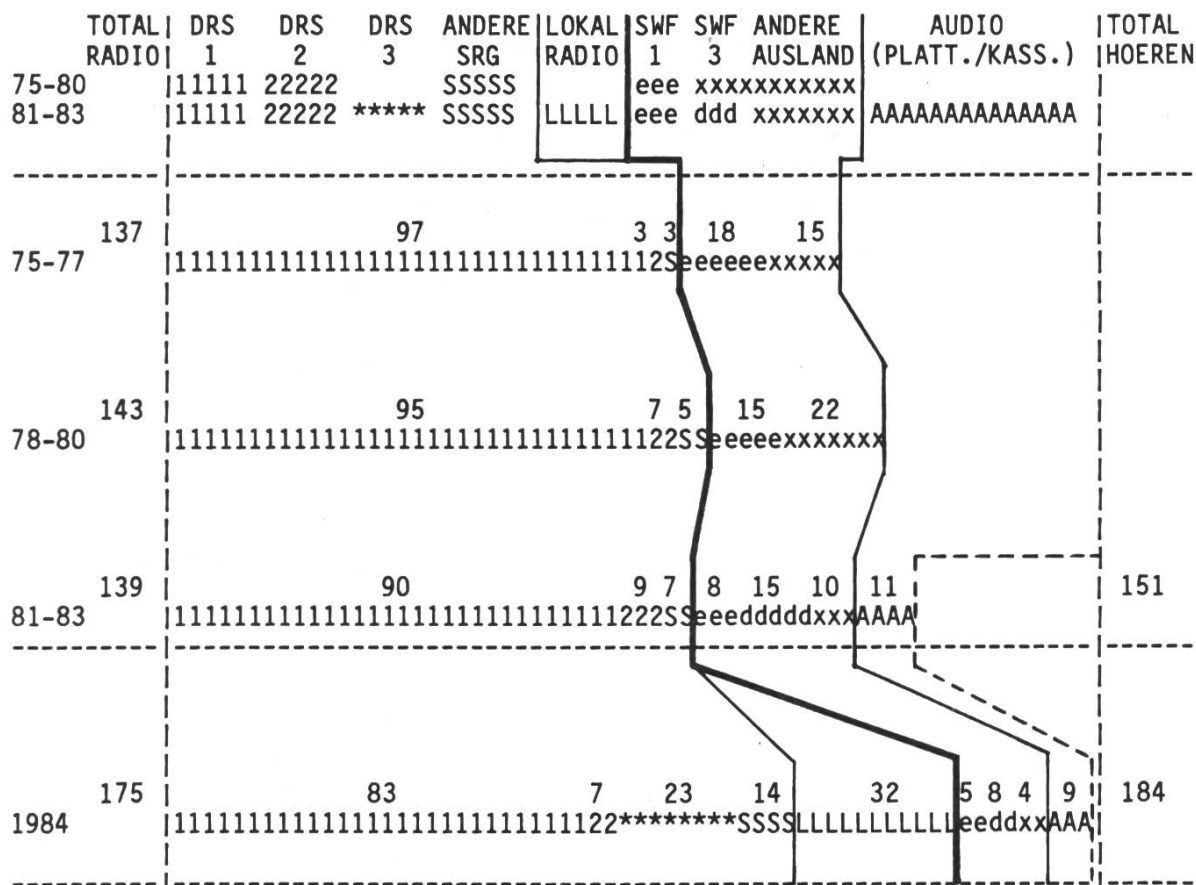 TOTAL DRS DRS DRS ANDERE LOKAL SWF SWF ANDERE AUDIO TOTAL
RADIO 1 2 3 SRG RADIO 1 3 AUSLAND (PLATT./KASS.) HOEREN
75-80 11111 22222 SSSSS eee xxxxxxxxxxx
81-83 11111 22222 ***** SSSSS LLLLL eee ddd xxxxxxx AAAAAAAAAAAAAA
137 97 3 3 18 15
75-77 111111111111111111111111111111112Seeeeeexxxxx
143 95 7 5 15 22
78-80 1111111111111111111111111111111122SSeeeeexxxxxxx
139 90 9 7 8 15 10 11 151
81-83 111111111111111111111111111111222SSeeedddddxxxAAAA
175 83 7 23 14 32 5 8 4 9 184
1984 111111111111111111111111111122********SSSSLLLLLLLLLLLeeddxxAAA